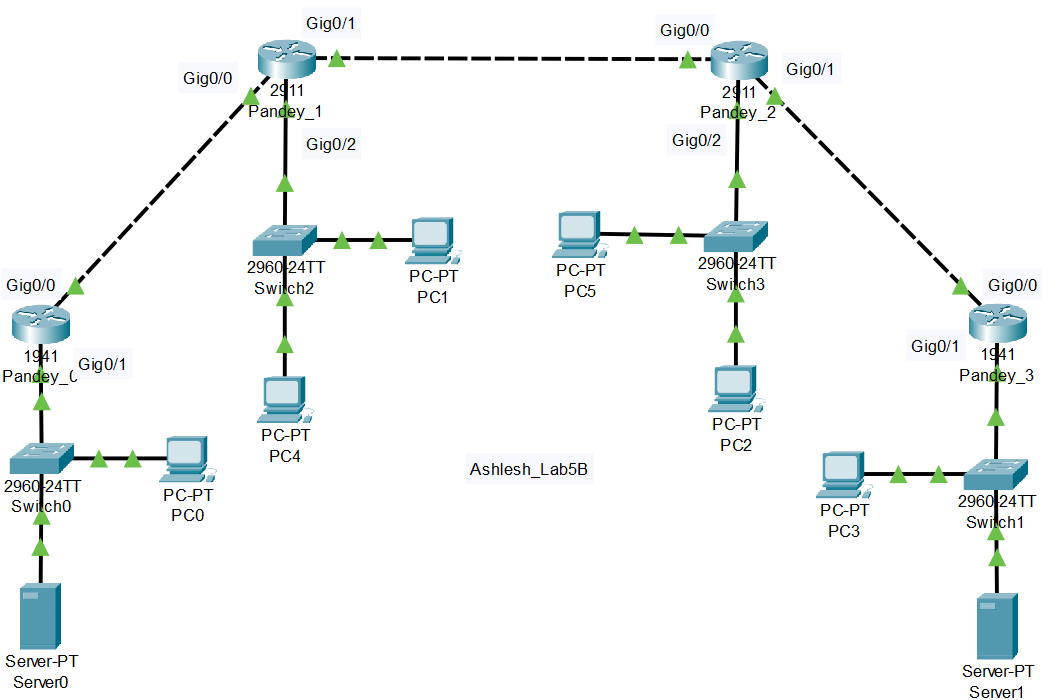 Gig0/1
Gig0/0
Gig0/0
2911
Pandey_1
2911
Pandey_2
Gig0/1
Gig0/2
Gig0/2
2960-24TT
Switch2
PC-PT
PC1
PC-PT
PC5
2960-24TT
Switch3
Gig0/0
1941
Pandey_0
Gig0/1
Gig0/0
Gig0/1
1941
Pandey_3
PC-PT
PC4
PC-PT
PC2
Ashlesh_Lab5B
2960-24TT
Switch0
PC-PT
PC0
PC-PT
PC3
2960-24TT
Switch1
Server-PT
Server0
Server-PT
Server1